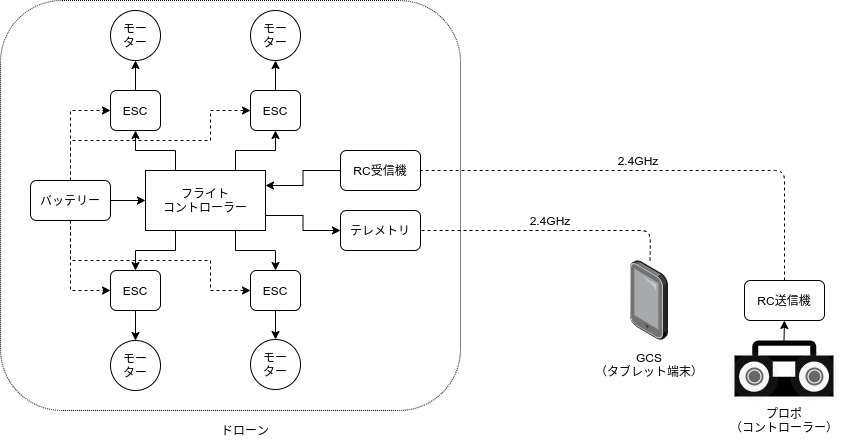 モー
ター
モー
ター
ESC
ESC
2.4GHz
RC受信機
バッテリー
フライト
コントローラー
テレメトリ
2.4GHz
ESC
ESC
RC送信機
モー
ター
モー
ター
GCS
（タブレット端末）
プロポ
（コントローラー）
ドローン